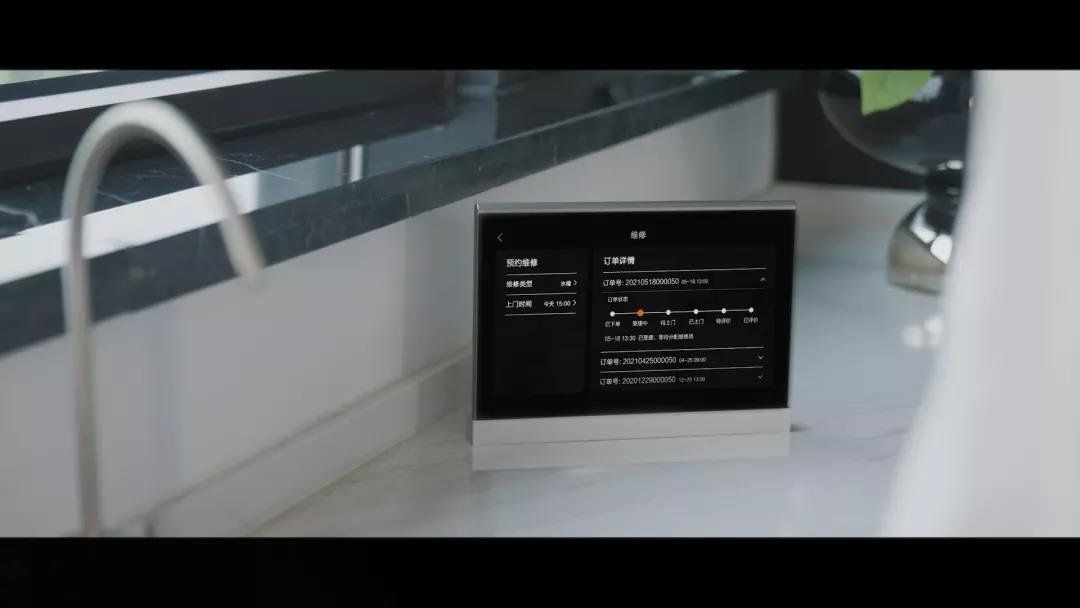 维修
预约维修
维修类型 水槽
上门时间 今天 15:00
订单详情
订单号: 20210518000050 05-18 13:00
订单状态
已下单 受理中 待上门 已上门 待评价 已评价
05-18 13:30 已受理，等待分配维修员
订单号: 20210425000050 04-25 09:00
订单号: 20201229000050 12-29 13:00